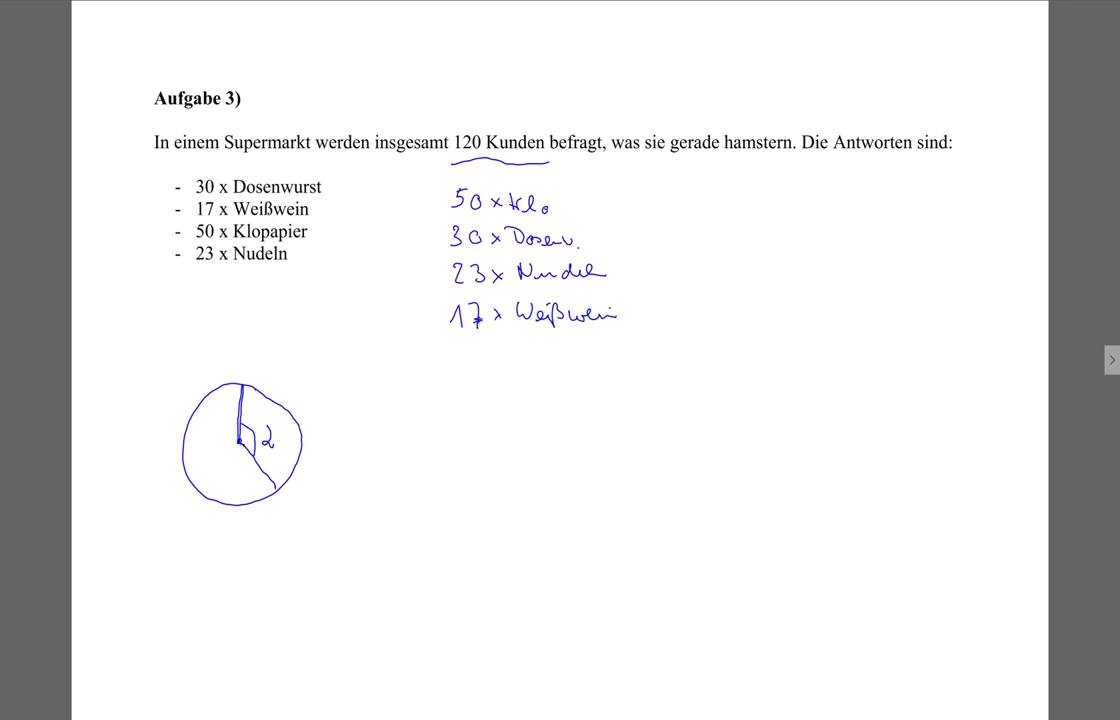 Aufgabe 3)
In einem Supermarkt werden insgesamt 120 Kunden befragt, was sie gerade hamstern. Die Antworten sind:
- 30 x Dosenwurst
- 17 x Weißwein
- 50 x Klopapier
- 23 x Nudeln
50 x Klo
30 x Dosenw.
23 x Nudel
17 x Weißwein
α